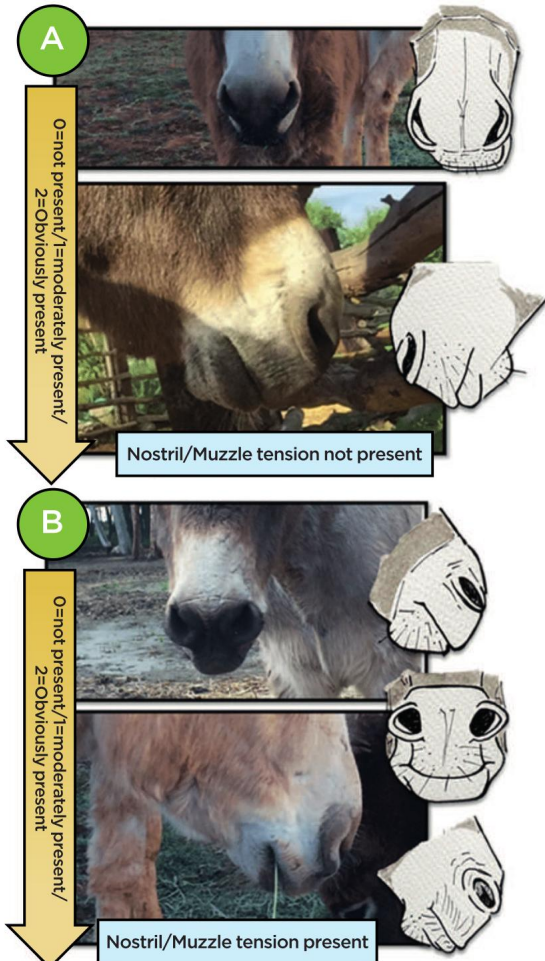 A
0=not present/1=moderately present/
2=Obviously present
Nostril/Muzzle tension not present
B
0=not present/1=moderately present/
2=Obviously present
Nostril/Muzzle tension present